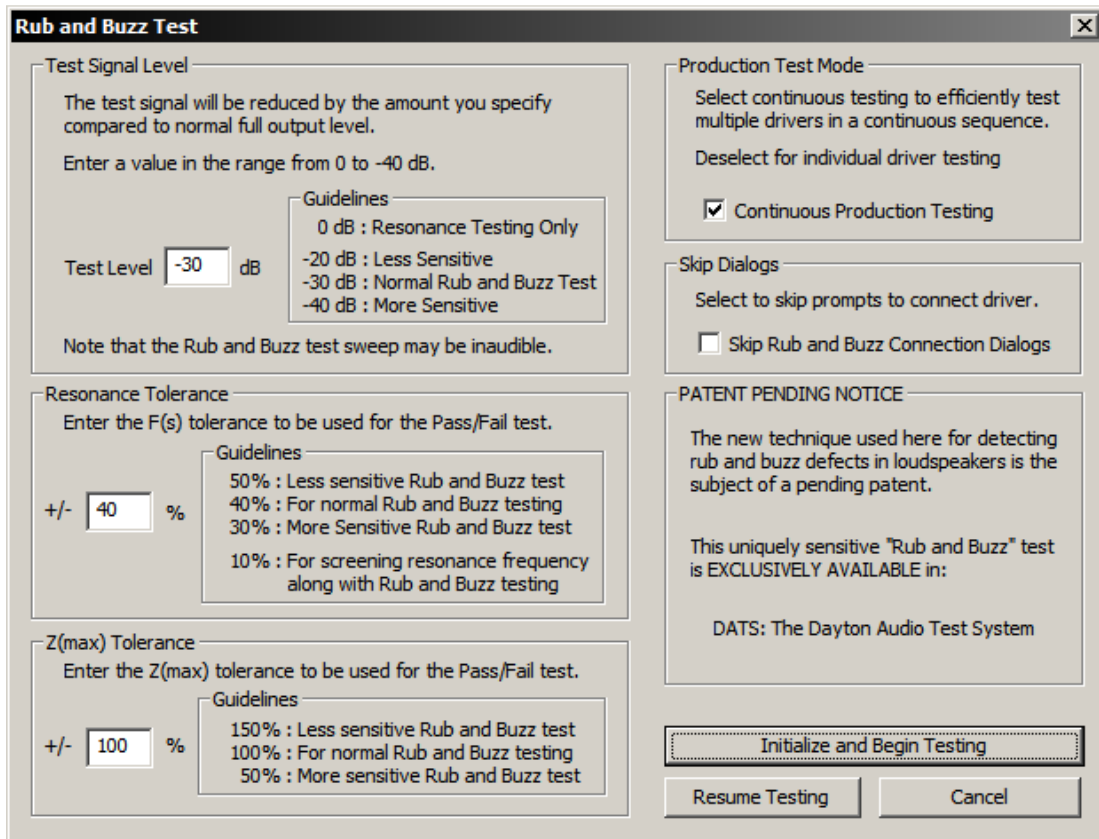 Rub and Buzz Test
Test Signal Level
The test signal will be reduced by the amount you specify
compared to normal full output level.
Enter a value in the range from 0 to -40 dB.
Guidelines
0 dB : Resonance Testing Only
-20 dB : Less Sensitive
-30 dB : Normal Rub and Buzz Test
-40 dB : More Sensitive
Test Level -30 dB
Note that the Rub and Buzz test sweep may be inaudible.
Resonance Tolerance
Enter the F(s) tolerance to be used for the Pass/Fail test.
Guidelines
50% : Less sensitive Rub and Buzz test
40% : For normal Rub and Buzz testing
30% : More Sensitive Rub and Buzz test
10% : For screening resonance frequency
along with Rub and Buzz testing
+/- 40 %
Z(max) Tolerance
Enter the Z(max) tolerance to be used for the Pass/Fail test.
Guidelines
150% : Less sensitive Rub and Buzz test
100% : For normal Rub and Buzz testing
50% : More sensitive Rub and Buzz test
+/- 100 %
Production Test Mode
Select continuous testing to efficiently test
multiple drivers in a continuous sequence.
Deselect for individual driver testing
Continuous Production Testing
Skip Dialogs
Select to skip prompts to connect driver.
Skip Rub and Buzz Connection Dialogs
PATENT PENDING NOTICE
The new technique used here for detecting
rub and buzz defects in loudspeakers is the
subject of a pending patent.
This uniquely sensitive "Rub and Buzz" test
is EXCLUSIVELY AVAILABLE in:
DATS: The Dayton Audio Test System
Initialize and Begin Testing
Resume Testing
Cancel